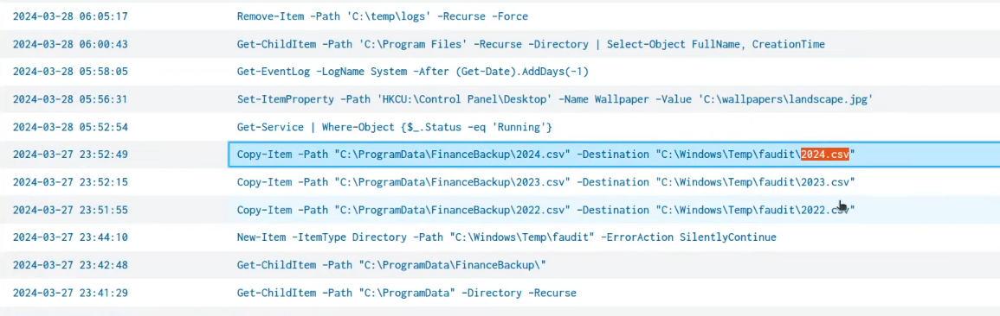 2024-03-28 06:05:17 Remove-Item -Path 'C:\temp\logs' -Recurse -Force
2024-03-28 06:00:43 Get-ChildItem -Path 'C:\Program Files' -Recurse -Directory | Select-Object FullName, CreationTime
2024-03-28 05:58:05 Get-EventLog -LogName System -After (Get-Date).AddDays(-1)
2024-03-28 05:56:31 Set-ItemProperty -Path 'HKCU:\Control Panel\Desktop' -Name Wallpaper -Value 'C:\wallpapers\landscape.jpg'
2024-03-28 05:52:54 Get-Service | Where-Object {$_.Status -eq 'Running'}
2024-03-27 23:52:49 Copy-Item -Path "C:\ProgramData\FinanceBackup\2024.csv" -Destination "C:\Windows\Temp\faudit\2024.csv"
2024-03-27 23:52:15 Copy-Item -Path "C:\ProgramData\FinanceBackup\2023.csv" -Destination "C:\Windows\Temp\faudit\2023.csv"
2024-03-27 23:51:55 Copy-Item -Path "C:\ProgramData\FinanceBackup\2022.csv" -Destination "C:\Windows\Temp\faudit\2022.csv"
2024-03-27 23:44:10 New-Item -ItemType Directory -Path "C:\Windows\Temp\faudit" -ErrorAction SilentlyContinue
2024-03-27 23:42:48 Get-ChildItem -Path "C:\ProgramData\FinanceBackup\"
2024-03-27 23:41:29 Get-ChildItem -Path "C:\ProgramData" -Directory -Recurse